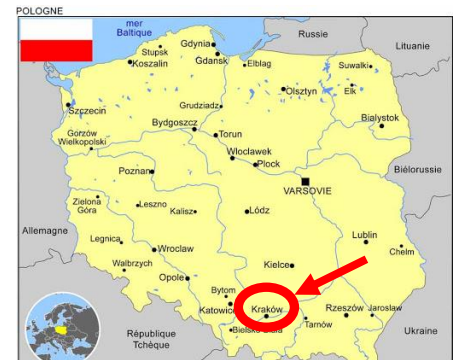 POLOGNE
mer
Baltique
Russie
Lituanie
Gdynia
Stupsk
Koszalin
Gdansk
Elblag
Suwalki
Olsztyn
Elk
Szczecin
Grudziadz
Bialystok
Bydgoszcz
Torun
Gorzów
Wielkopolski
Wloclawek
Plock
Biélorussie
Poznan
VARSOVIE
Zielona
Góra
Leszno
Kalisz
Lódz
Allemagne
Lublin
Legnica
Wroclaw
Chelm
Walbrzych
Kielce
Opole
Bytom
Katowice
Kraków
Rzeszów
Jaroslaw
Tarnów
Bielsko-Biala
République
Tchèque
Ukraine